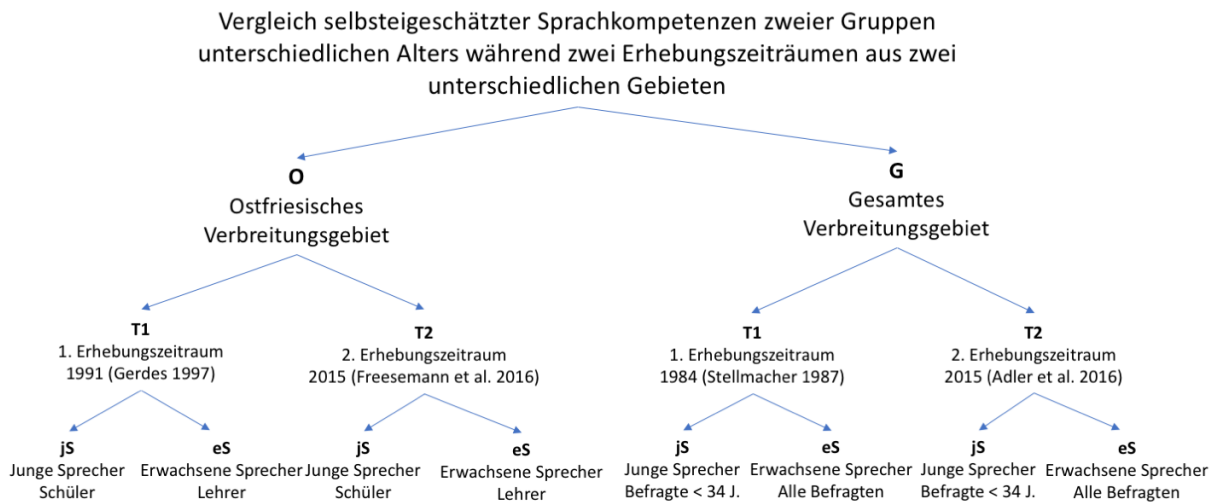 Vergleich selbsteigeschätzter Sprachkompetenzen zweier Gruppen
unterschiedlichen Alters während zwei Erhebungszeiträumen aus zwei
unterschiedlichen Gebieten
O
Ostfriesisches
Verbreitungsgebiet
G
Gesamtes
Verbreitungsgebiet
T1
1. Erhebungszeitraum
1991 (Gerdes 1997)
T2
2. Erhebungszeitraum
2015 (Freesemann et al. 2016)
T1
1. Erhebungszeitraum
1984 (Stellmacher 1987)
T2
2. Erhebungszeitraum
2015 (Adler et al. 2016)
jS
Junge Sprecher
Schüler
eS
Erwachsene Sprecher
Lehrer
jS
Junge Sprecher
Schüler
eS
Erwachsene Sprecher
Lehrer
jS
Junge Sprecher
Befragte < 34 J.
eS
Erwachsene Sprecher
Alle Befragten
jS
Junge Sprecher
Befragte < 34 J.
eS
Erwachsene Sprecher
Alle Befragten